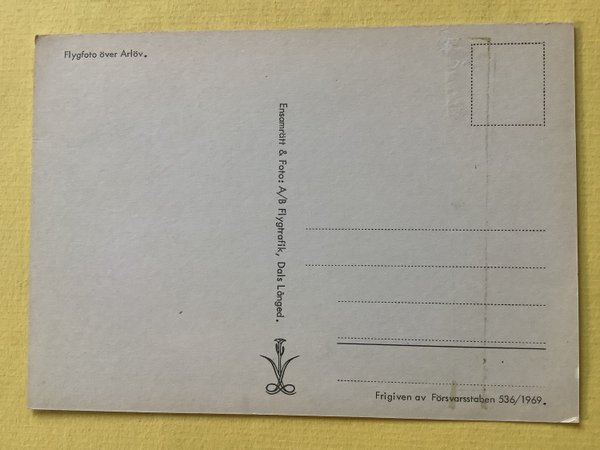 Flygfoto över Arlöv.
Ensamrätt & Foto: A/B Flygtrafik, Dals Långed.
Frigiven av Försvarsstaben 536/1969.